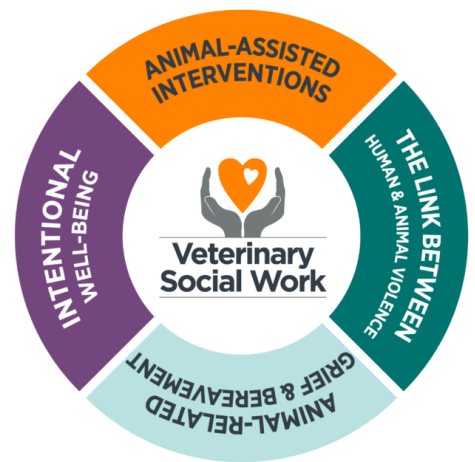 ANIMAL-ASSISTED
INTERVENTIONS
THE LINK BETWEEN
HUMAN & ANIMAL VIOLENCE
ANIMAL-RELATED
GRIEF & BEREAVEMENT
INTENTIONAL
WELL-BEING
Veterinary
Social Work